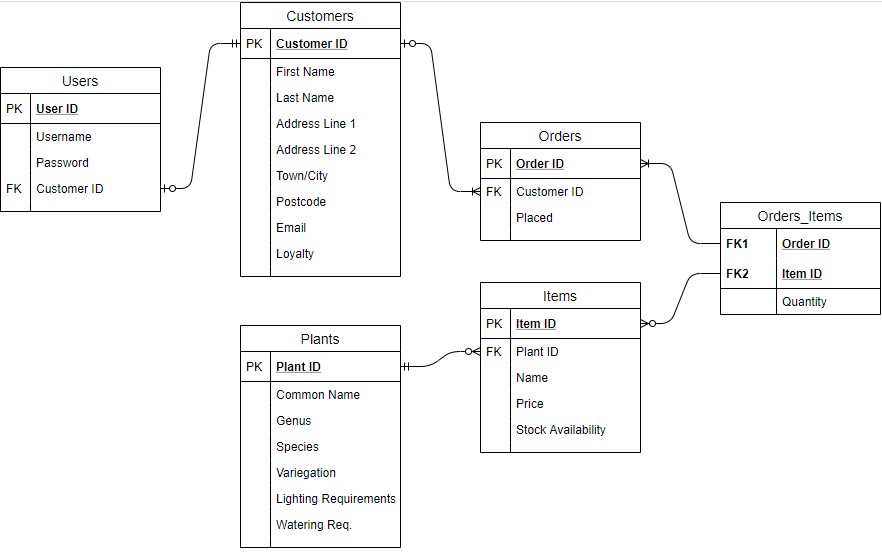 Customers
PK Customer ID
First Name
Last Name
Address Line 1
Address Line 2
Town/City
Postcode
Email
Loyalty
Users
PK User ID
Username
Password
FK Customer ID
Orders
PK Order ID
FK Customer ID
Placed
Orders_Items
FK1 Order ID
FK2 Item ID
Quantity
Items
PK Item ID
FK Plant ID
Name
Price
Stock Availability
Plants
PK Plant ID
Common Name
Genus
Species
Variegation
Lighting Requirements
Watering Req.